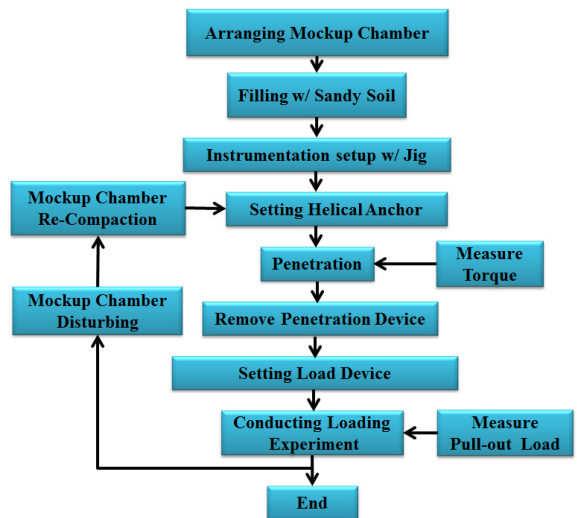 Arranging Mockup Chamber
Filling w/ Sandy Soil
Instrumentation setup w/ Jig
Mockup Chamber
Re-Compaction
Setting Helical Anchor
Penetration
Measure
Torque
Mockup Chamber
Disturbing
Remove Penetration Device
Setting Load Device
Conducting Loading
Experiment
Measure
Pull-out Load
End